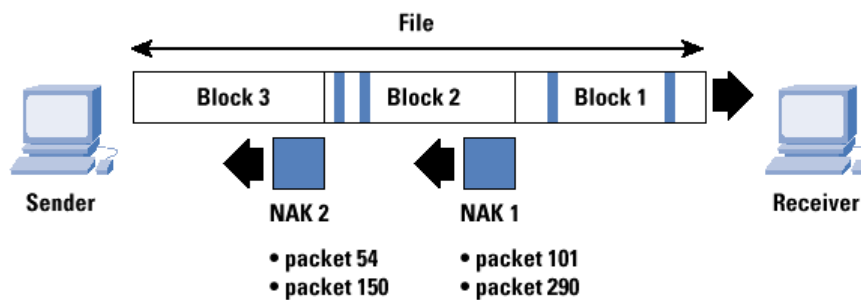 File
Block 3
Block 2
Block 1
Sender
Receiver
NAK 2
NAK 1
• packet 54
• packet 150
• packet 101
• packet 290